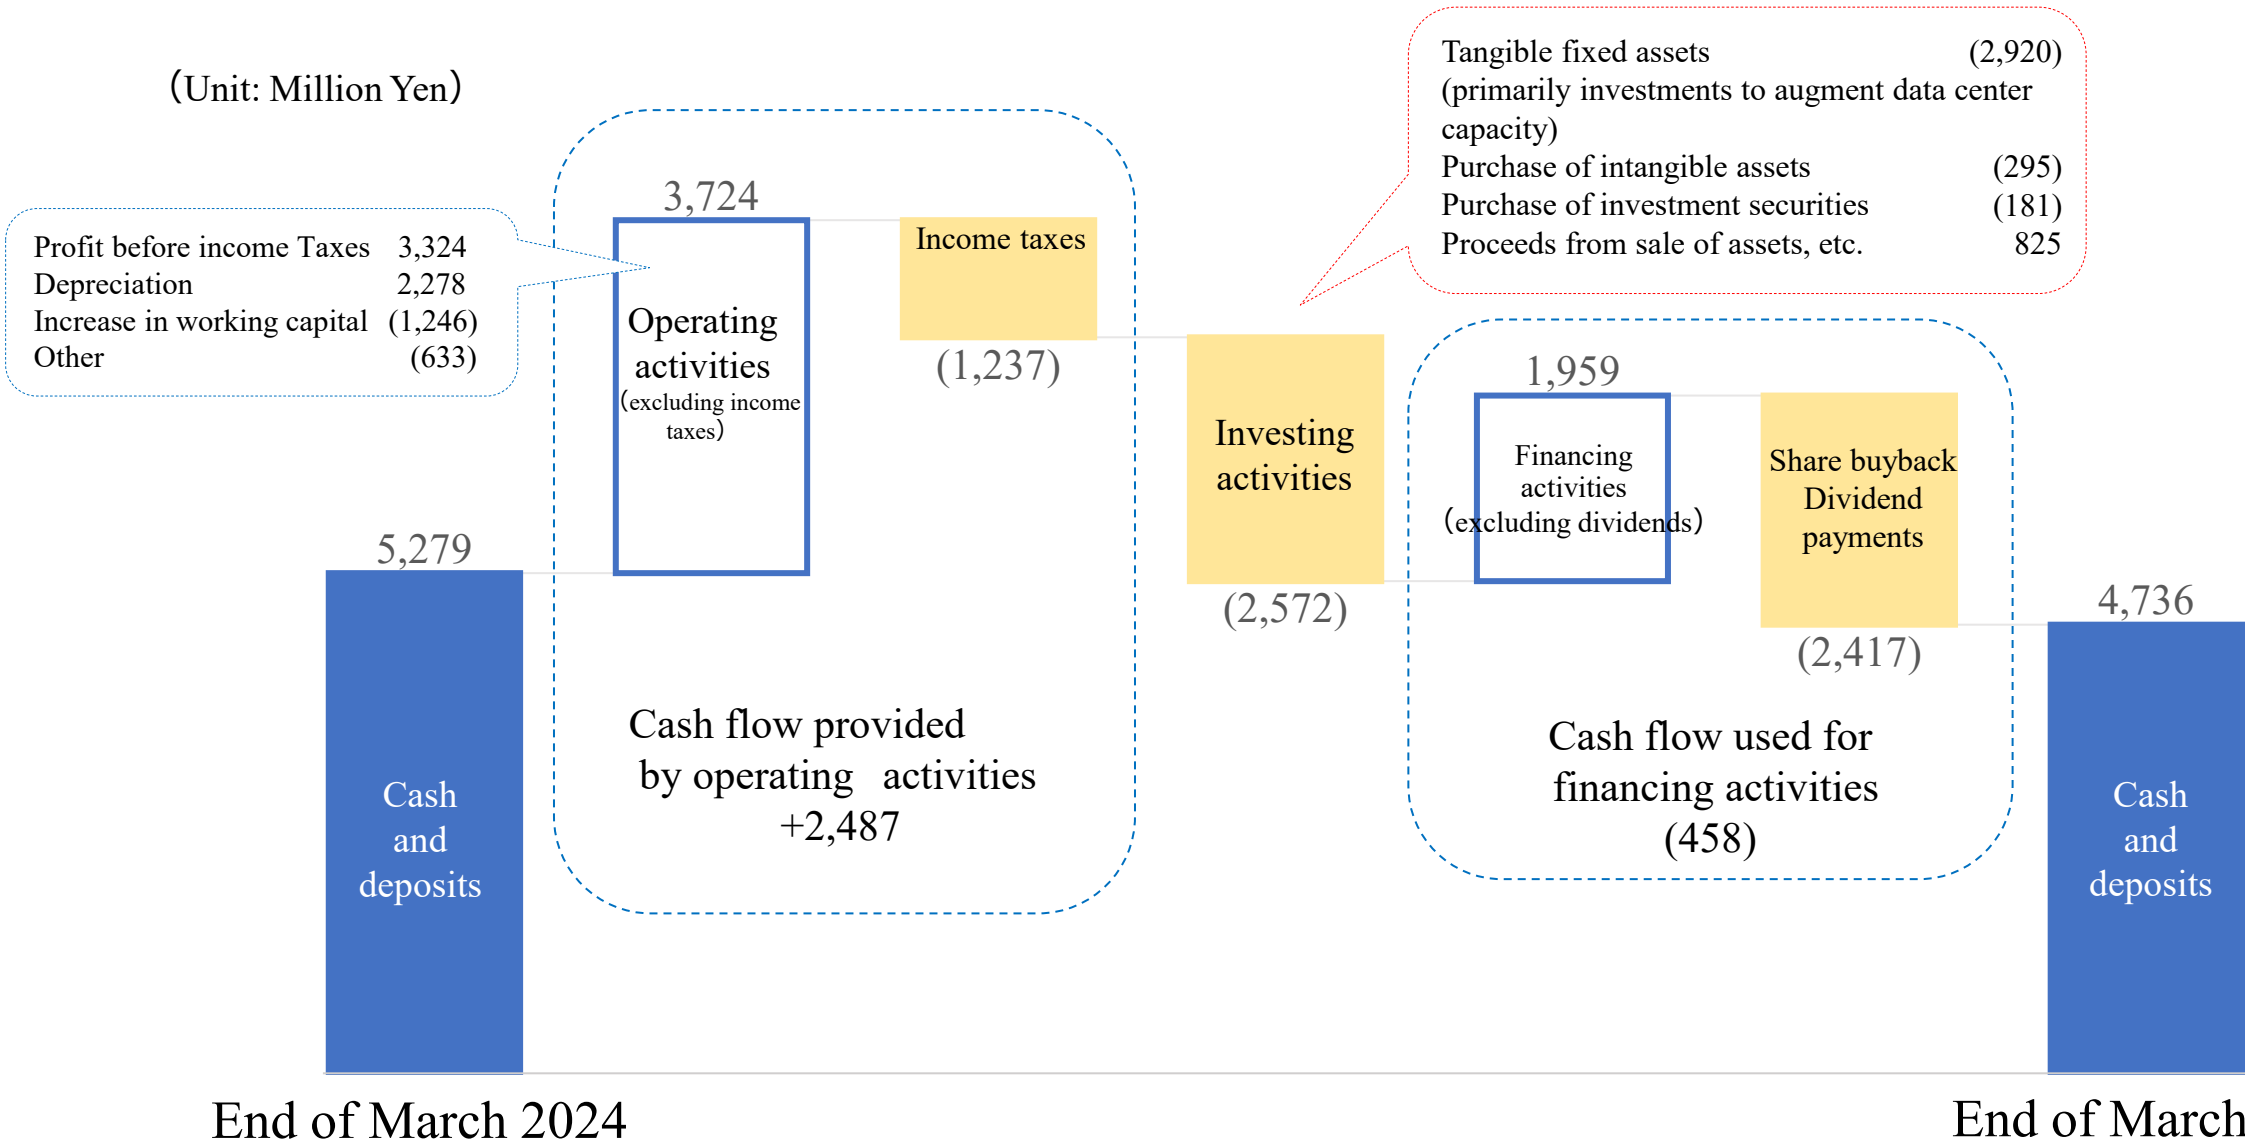 （Unit: Million Yen）
Profit before income Taxes 3,324
Depreciation 2,278
Increase in working capital (1,246)
Other (633)
3,724
Operating
activities
（excluding income
taxes）
Income taxes
(1,237)
Tangible fixed assets (2,920)
(primarily investments to augment data center
capacity)
Purchase of intangible assets (295)
Purchase of investment securities (181)
Proceeds from sale of assets, etc. 825
Investing
activities
(2,572)
1,959
Financing
activities
（excluding dividends）
Share buyback
Dividend
payments
(2,417)
5,279
Cash
and
deposits
Cash flow provided
by operating activities
+2,487
Cash flow used for
financing activities
(458)
4,736
Cash
and
deposits
End of March 2024
End of March